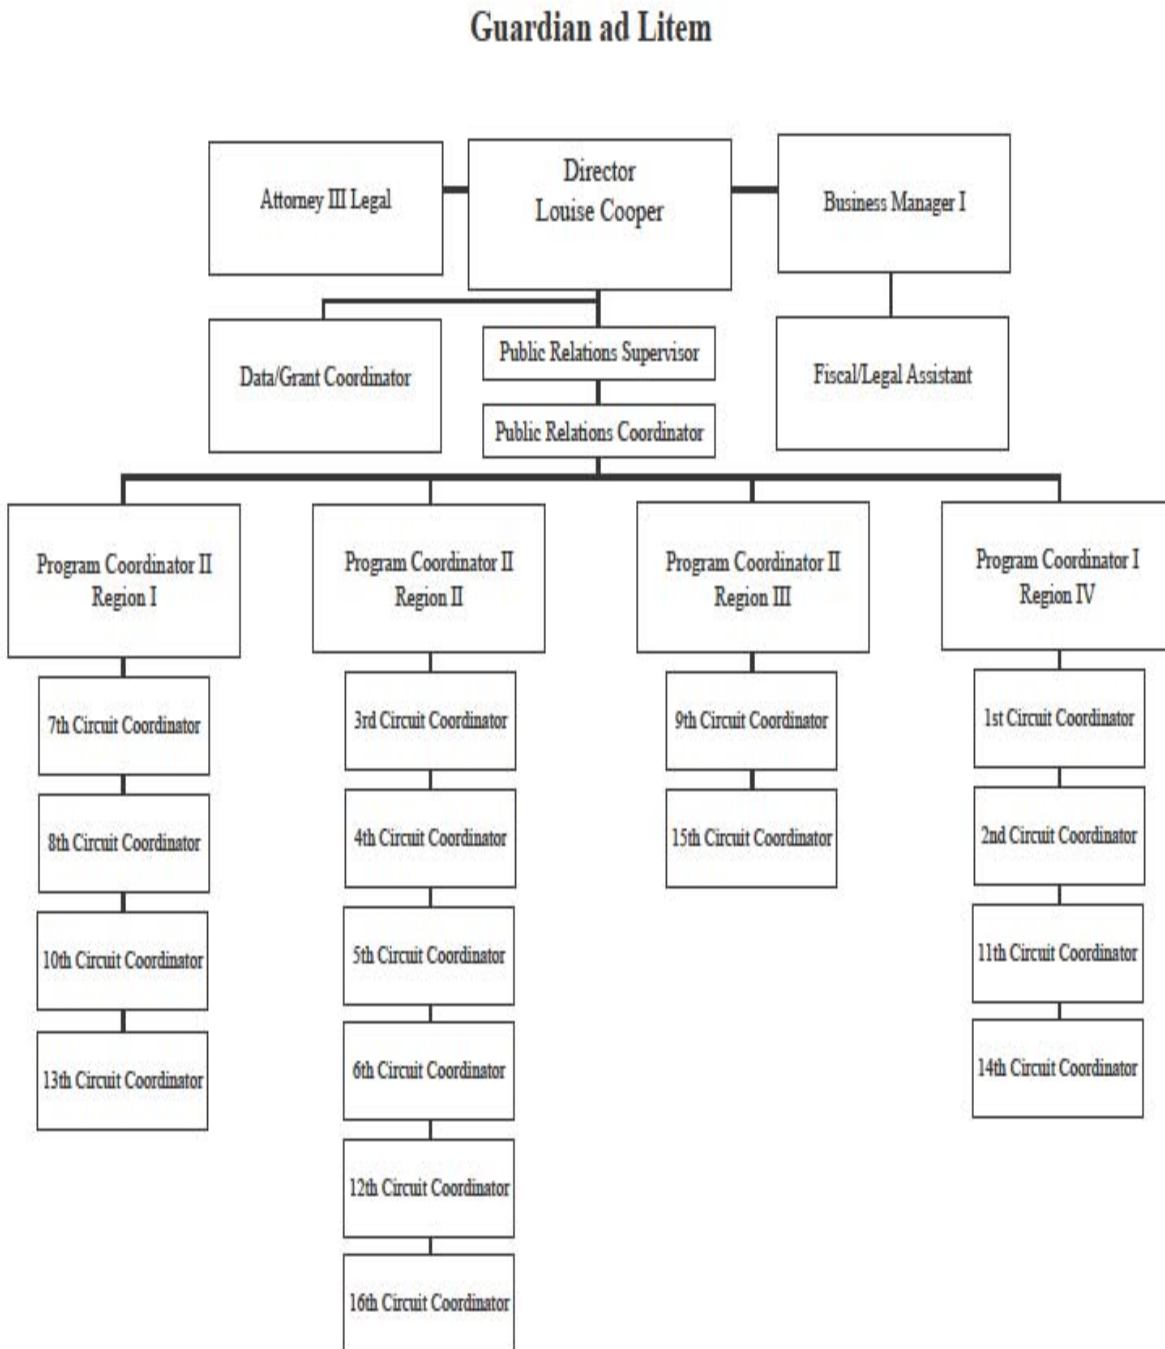 Guardian ad Litem
Attorney III Legal
Director
Louise Cooper
Business Manager I
Data/Grant Coordinator
Public Relations Supervisor
Fiscal/Legal Assistant
Public Relations Coordinator
Program Coordinator II
Region I
Program Coordinator II
Region II
Program Coordinator II
Region III
Program Coordinator I
Region IV
7th Circuit Coordinator
8th Circuit Coordinator
10th Circuit Coordinator
13th Circuit Coordinator
3rd Circuit Coordinator
4th Circuit Coordinator
5th Circuit Coordinator
6th Circuit Coordinator
12th Circuit Coordinator
16th Circuit Coordinator
9th Circuit Coordinator
15th Circuit Coordinator
1st Circuit Coordinator
2nd Circuit Coordinator
11th Circuit Coordinator
14th Circuit Coordinator